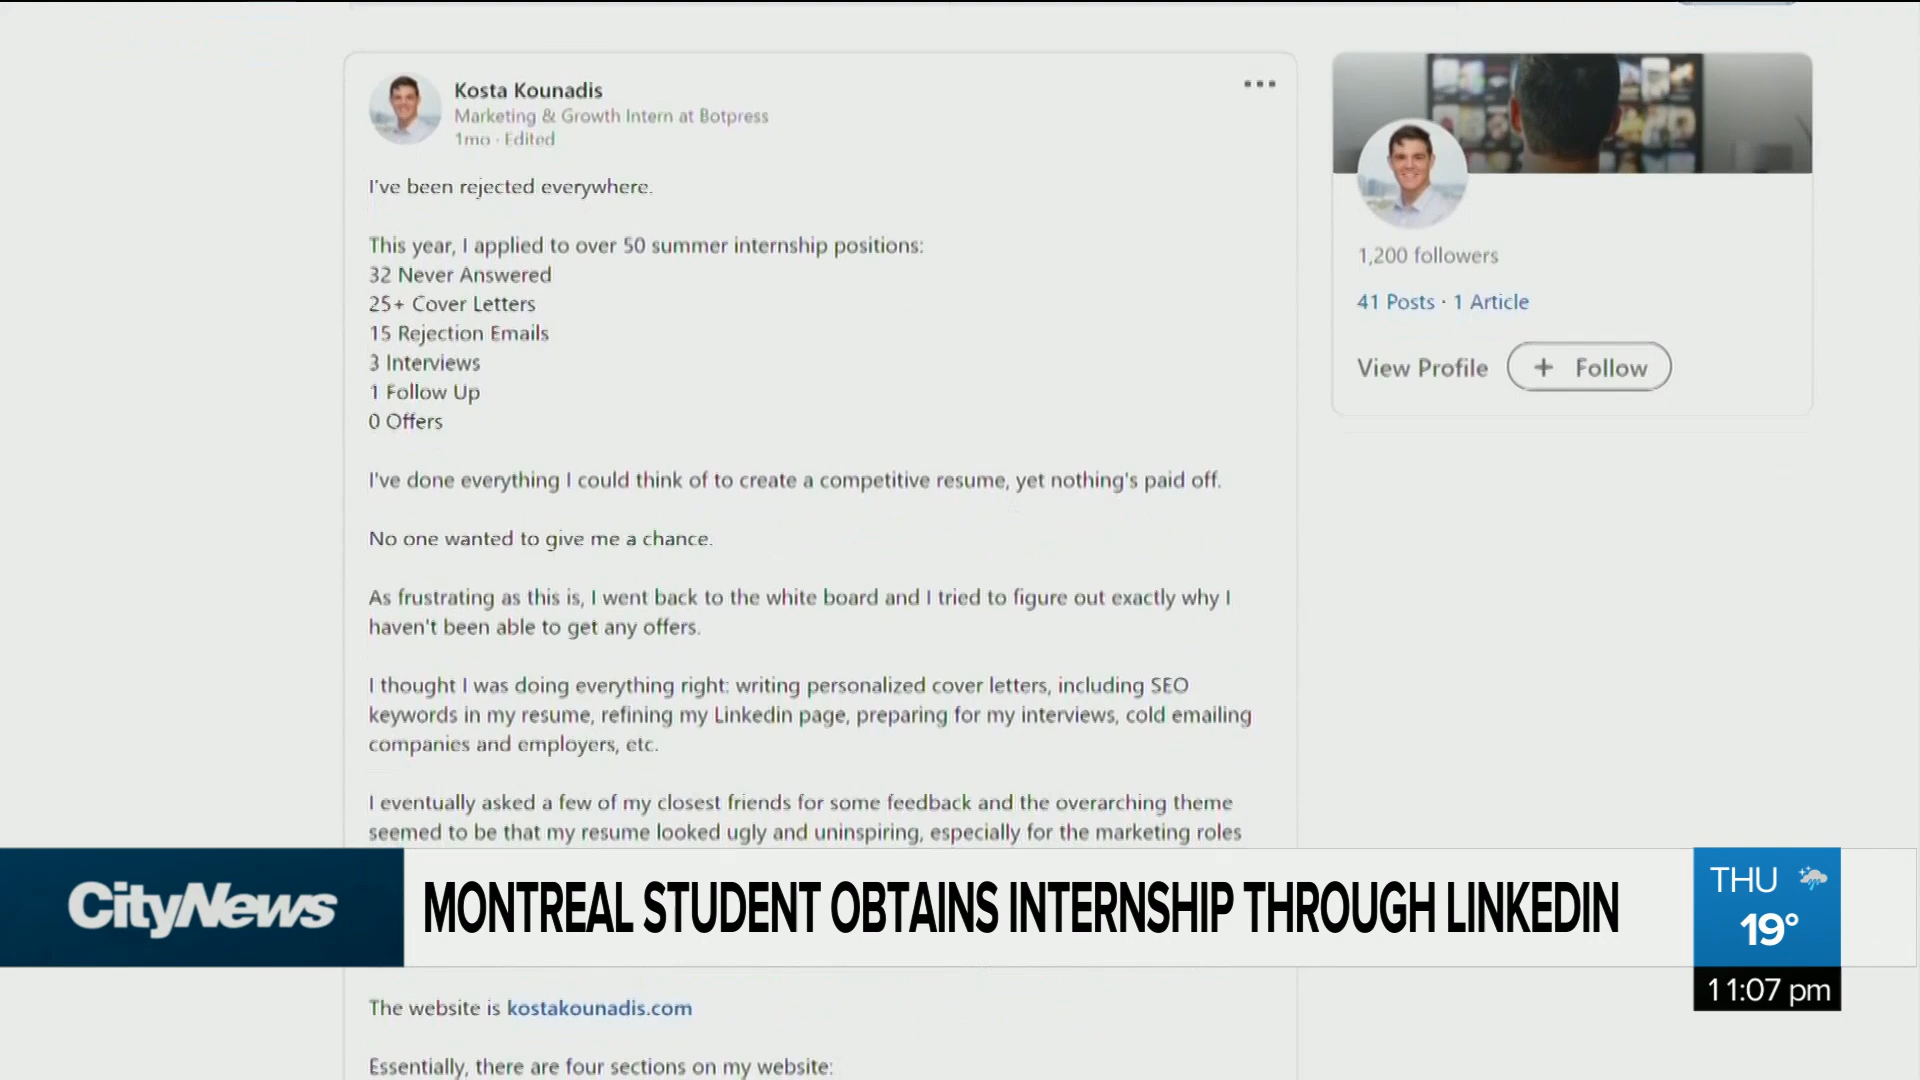 Kosta Kounadis
Marketing & Growth Intern at Botpress
1mo · Edited
I've been rejected everywhere.
This year, I applied to over 50 summer internship positions:
32 Never Answered
25+ Cover Letters
15 Rejection Emails
3 Interviews
1 Follow Up
0 Offers
I've done everything I could think of to create a competitive resume, yet nothing's paid off.
No one wanted to give me a chance.
As frustrating as this is, I went back to the white board and I tried to figure out exactly why I
haven't been able to get any offers.
I thought I was doing everything right: writing personalized cover letters, including SEO
keywords in my resume, refining my Linkedin page, preparing for my interviews, cold emailing
companies and employers, etc.
I eventually asked a few of my closest friends for some feedback and the overarching theme
seemed to be that my resume looked ugly and uninspiring, especially for the marketing roles
The website is kostakounadis.com
Essentially, there are four sections on my website:
1,200 followers
41 Posts · 1 Article
View Profile
+ Follow
CityNews
MONTREAL STUDENT OBTAINS INTERNSHIP THROUGH LINKEDIN
THU
19°
11:07 pm